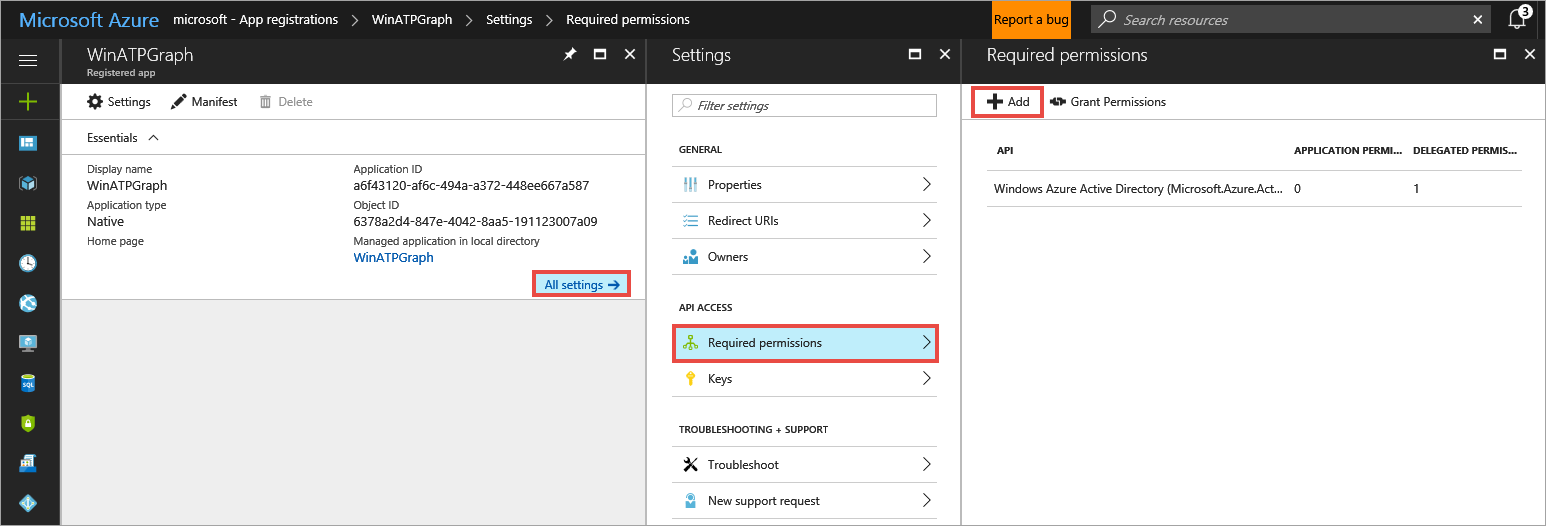 Microsoft Azure microsoft - App registrations > WinATPGraph > Settings > Required permissions Report a bug Search resources 3
WinATPGraph
Registered app
Settings Manifest Delete
Essentials
Display name
WinATPGraph
Application type
Native
Home page
Application ID
a6f43120-af6c-494a-a372-448ee667a587
Object ID
6378a2d4-847e-4042-8aa5-191123007a09
Managed application in local directory
WinATPGraph
All settings →
Settings
Filter settings
GENERAL
Properties
Redirect URIs
Owners
API ACCESS
Required permissions
Keys
TROUBLESHOOTING + SUPPORT
Troubleshoot
New support request
Required permissions
Add Grant Permissions
API APPLICATION PERMI... DELEGATED PERMIS...
Windows Azure Active Directory (Microsoft.Azure.Act... 0 1
SQL